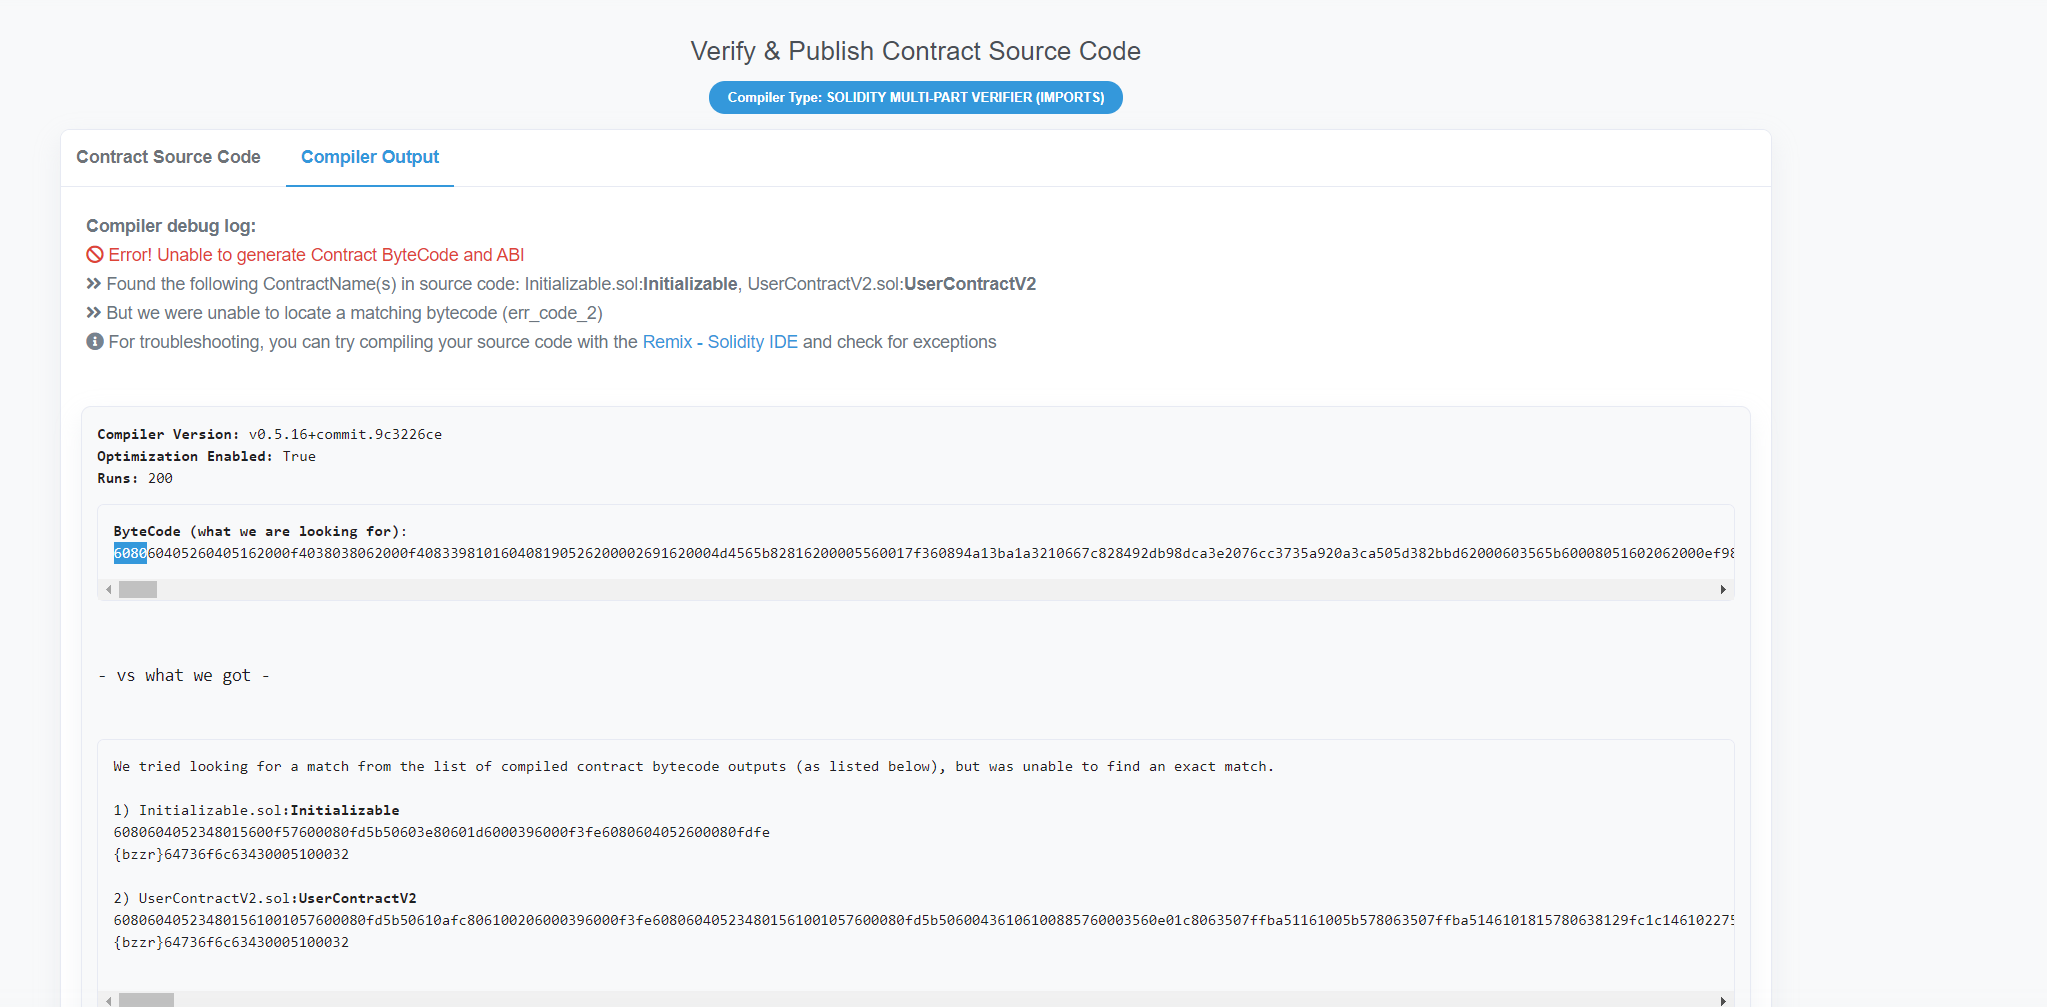 Verify & Publish Contract Source Code
Compiler Type: SOLIDITY MULTI-PART VERIFIER (IMPORTS)
Contract Source Code Compiler Output
Compiler debug log:
Error! Unable to generate Contract ByteCode and ABI
Found the following ContractName(s) in source code: Initializable.sol:Initializable, UserContractV2.sol:UserContractV2
But we were unable to locate a matching bytecode (err_code_2)
For troubleshooting, you can try compiling your source code with the Remix - Solidity IDE and check for exceptions
Compiler Version: v0.5.16+commit.9c3226ce
Optimization Enabled: True
Runs: 200
ByteCode (what we are looking for):
60806040526040516200f4038038062000f408339810160408190526200002691620004d4565b82816200005560017f360894a13ba1a3210667c828492db98dca3e2076cc3735a920a3ca505d382bbd62000603565b60008051602062000ef98
- vs what we got -
We tried looking for a match from the list of compiled contract bytecode outputs (as listed below), but was unable to find an exact match.
1) Initializable.sol:Initializable
6080604052348015600f57600080fd5b50603e80601d6000396000f3fe6080604052600080fdfe
{bzzr}64736f6c63430005100032
2) UserContractV2.sol:UserContractV2
608060405234801561001057600080fd5b50610afc806100206000396000f3fe608060405234801561001057600080fd5b50600436106100885760003560e01c8063507ffba51161005b578063507ffba5146101815780638129fc1c146102275
{bzzr}64736f6c63430005100032